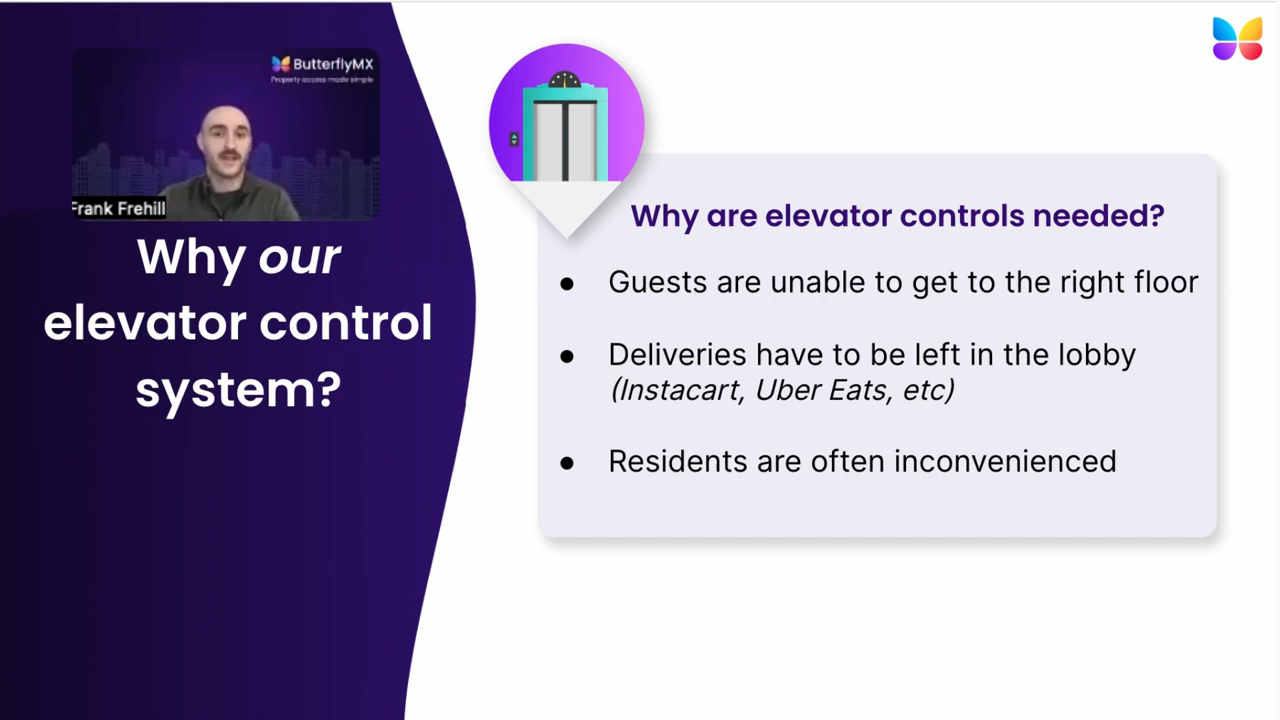 ButterflyMX
Property access made simple
Frank Frehill
Why our
elevator control
system?
Why are elevator controls needed?
● Guests are unable to get to the right floor
● Deliveries have to be left in the lobby
(Instacart, Uber Eats, etc)
● Residents are often inconvenienced